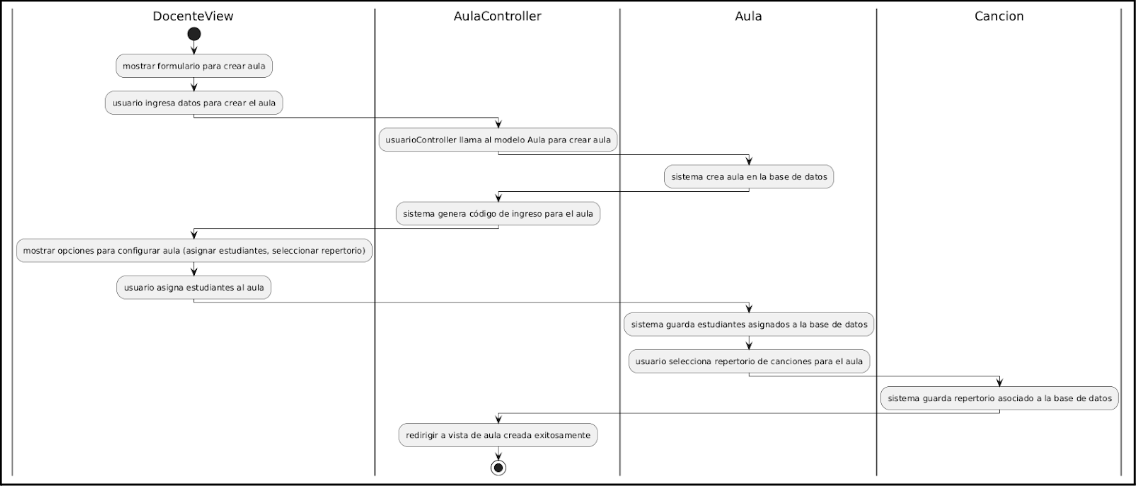 DocenteView
AulaController
Aula
Cancion
mostrar formulario para crear aula
usuario ingresa datos para crear el aula
usuarioController llama al modelo Aula para crear aula
sistema crea aula en la base de datos
sistema genera código de ingreso para el aula
mostrar opciones para configurar aula (asignar estudiantes, seleccionar repertorio)
usuario asigna estudiantes al aula
sistema guarda estudiantes asignados a la base de datos
usuario selecciona repertorio de canciones para el aula
sistema guarda repertorio asociado a la base de datos
redirigir a vista de aula creada exitosamente